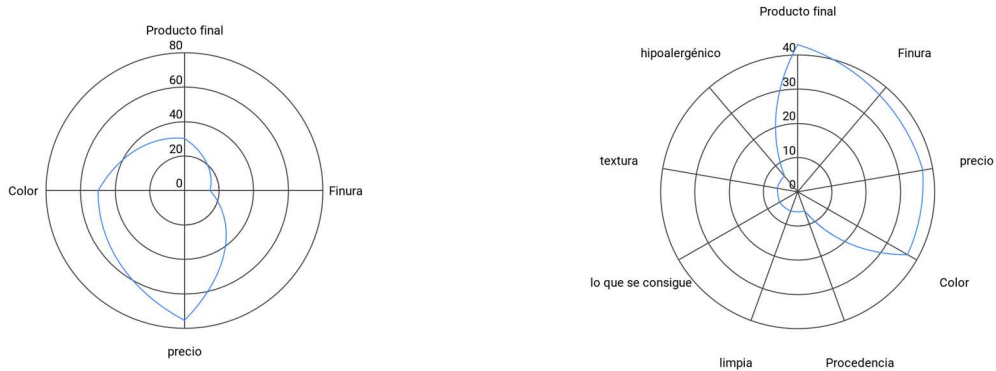 Producto final
80
60
40
20
0
Color
Finura
precio
Producto final
40
30
20
10
0
hipoalergénico
Finura
textura
precio
lo que se consigue
Color
limpia
Procedencia